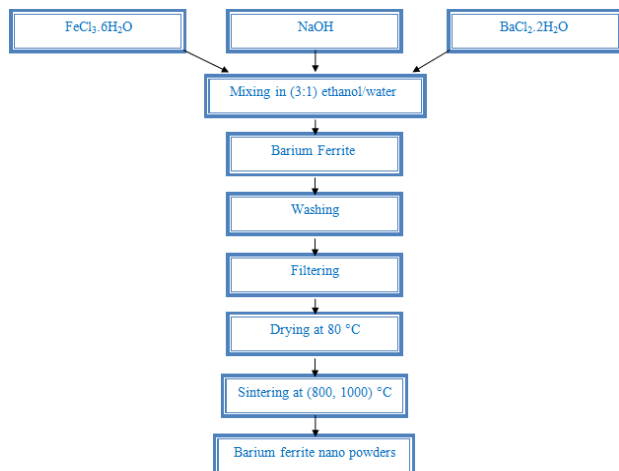 FeCl₃.6H₂O
NaOH
BaCl₂.2H₂O
Mixing in (3:1) ethanol/water
Barium Ferrite
Washing
Filtering
Drying at 80 °C
Sintering at (800, 1000) °C
Barium ferrite nano powders